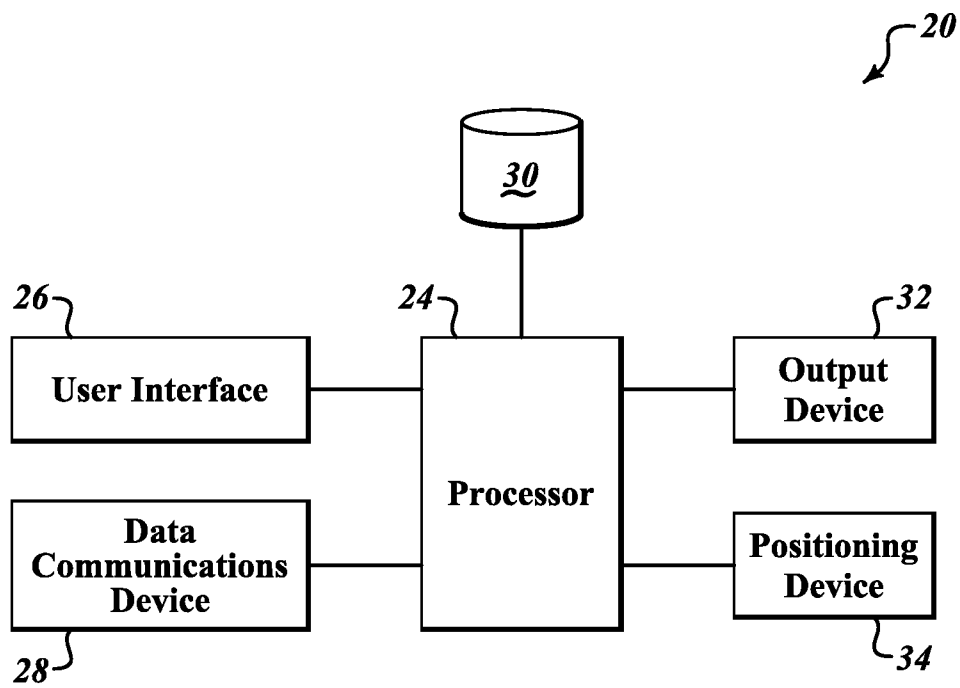 20
30
26
24
32
User Interface
Output
Device
Processor
Data
Communications
Device
Positioning
Device
28
34